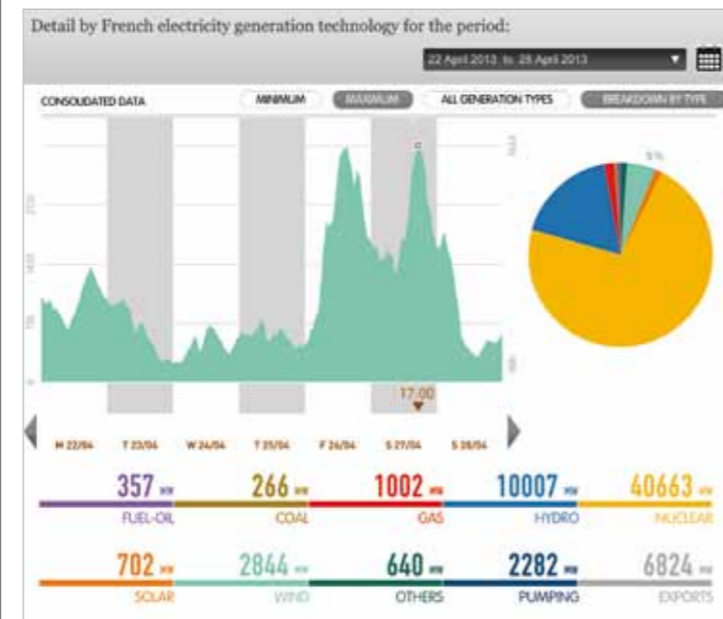 Detail by French electricity generation technology for the period:
22 April 2013 to 28 April 2013
CONSOLIDATED DATA MINIMUM MAXIMUM ALL GENERATION TYPES BREAKDOWN BY TYPE
5%
17:00
M 22/04 T 23/04 W 24/04 T 25/04 F 26/04 S 27/04 S 28/04
357 MW 266 MW 1002 MW 10007 MW 40663 MW
FUEL-OIL COAL GAS HYDRO NUCLEAR
702 MW 2844 MW 640 MW 2282 MW 6824 MW
SOLAR WIND OTHERS PUMPING EXPORTS